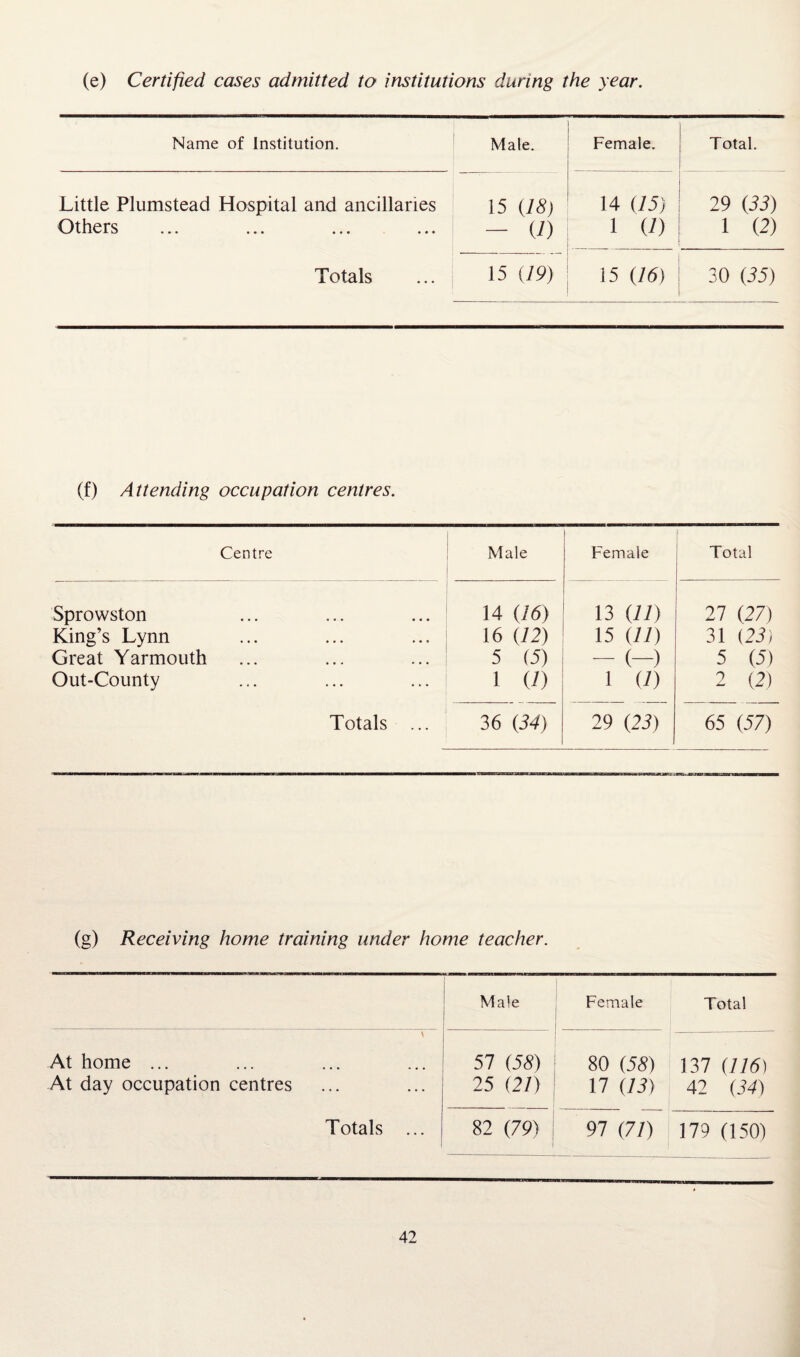 (e) Certified cases admitted to institutions during the year.
Name of Institution. Male. Female. Total.
Little Plumstead Hospital and ancillaries 15 (18) 14 (15) 29 (33)
Others ... ... ... ... — (1) 1 (1) 1 (2)
Totals ... 15 (19) 15 (16) 30 (35)
(f) Attending occupation centres.
Centre Male Female Total
Sprowston ... ... ... 14 (16) 13 (11) 27 (27)
King's Lynn ... ... ... 16 (12) 15 (11) 31 (23)
Great Yarmouth ... ... ... 5 (5) — (—) 5 (5)
Out-County ... ... ... 1 (1) 1 (1) 2 (2)
Totals ... 36 (34) 29 (23) 65 (57)
(g) Receiving home training under home teacher.
Male Female Total
At home ... ... ... ... 57 (58) 80 (58) 137 (116)
At day occupation centres ... ... 25 (21) 17 (13) 42 (34)
Totals ... 82 (79) 97 (71) 179 (150)
42